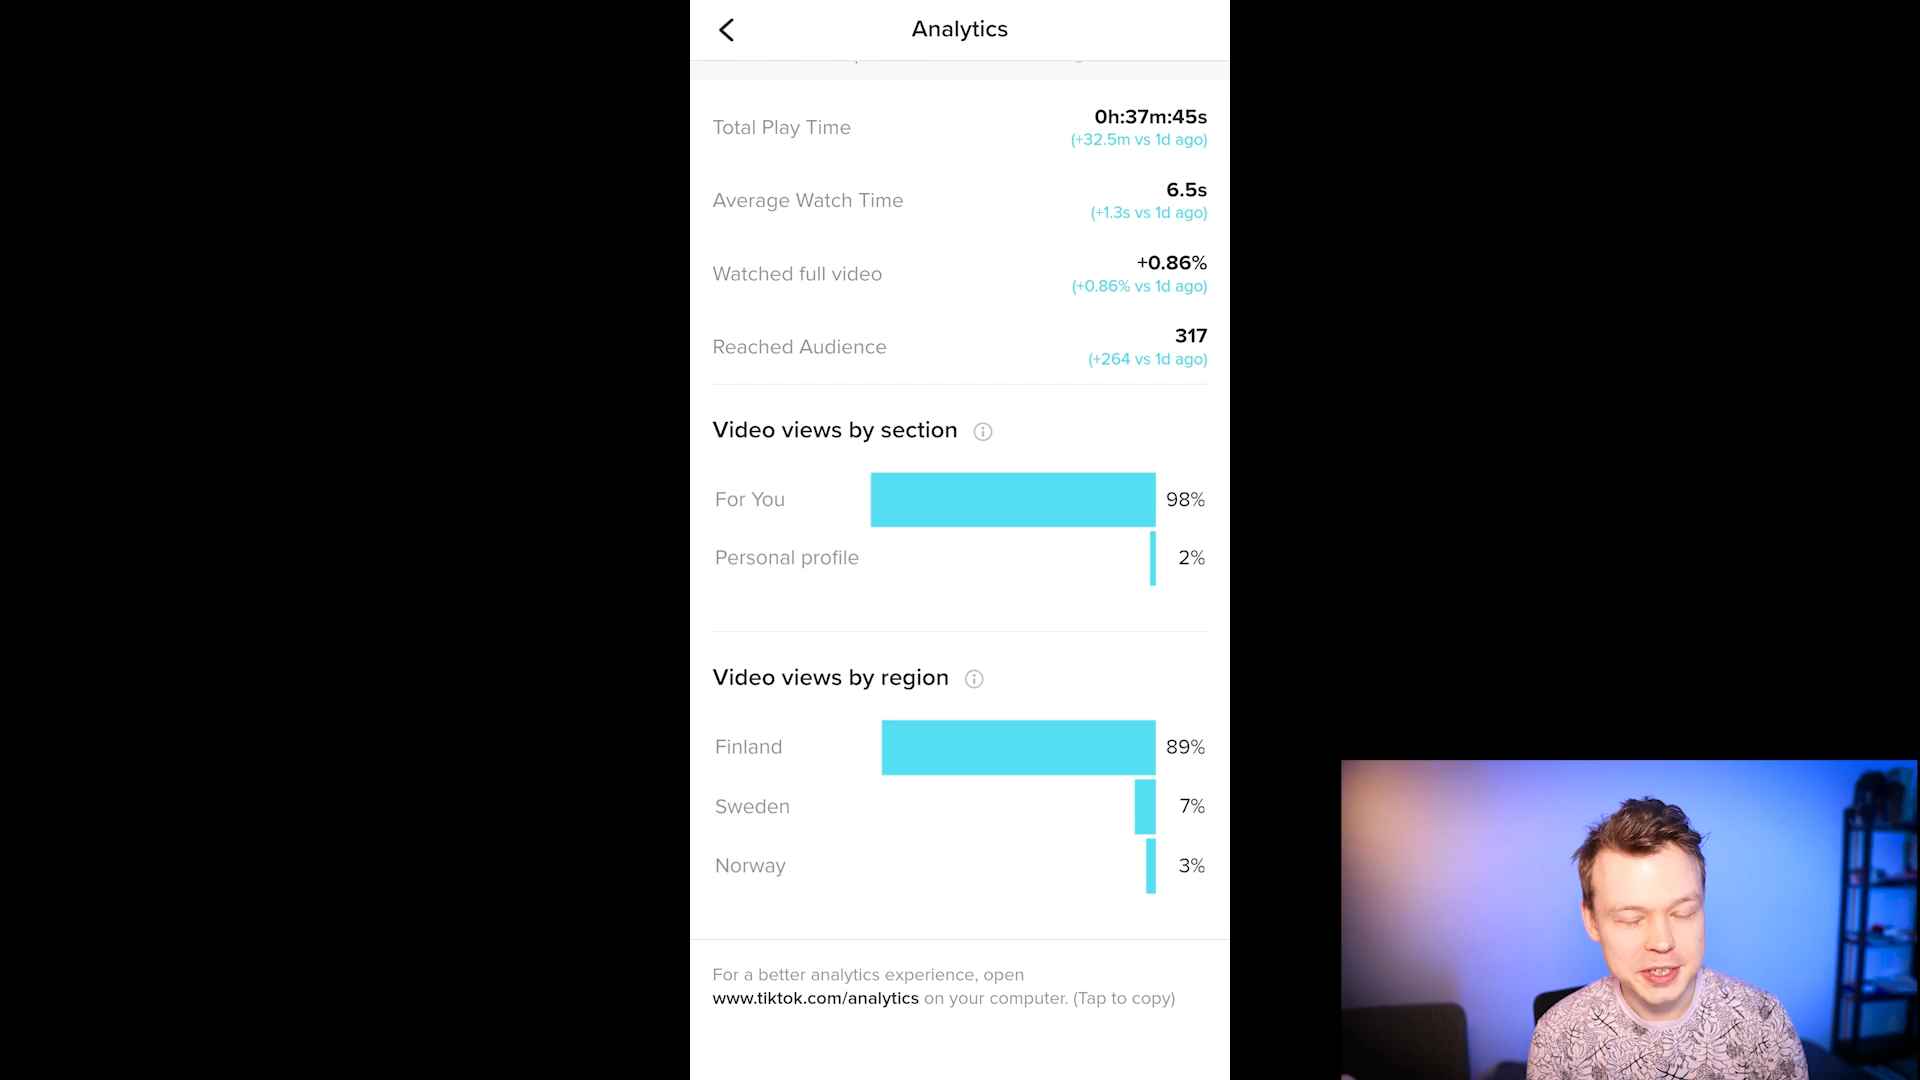 Analytics
Total Play Time
0h:37m:45s
(+32.5m vs 1d ago)
Average Watch Time
6.5s
(+1.3s vs 1d ago)
Watched full video
+0.86%
(+0.86% vs 1d ago)
Reached Audience
317
(+264 vs 1d ago)
Video views by section
For You 98%
Personal profile 2%
Video views by region
Finland 89%
Sweden 7%
Norway 3%
For a better analytics experience, open
www.tiktok.com/analytics on your computer. (Tap to copy)